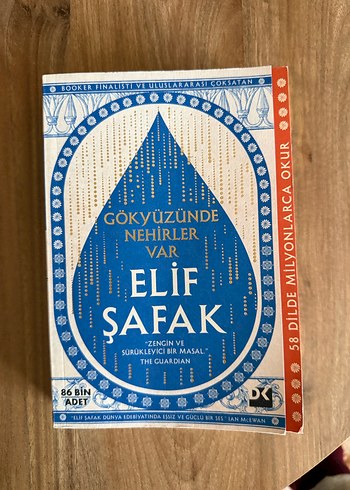 BOOKER FİNALİSTİ VE ULUSLARARASI ÇOKSATAN
GÖKYÜZÜNDE
NEHİRLER
VAR
ELİF
ŞAFAK
"ZENGİN VE
SÜRÜKLEYİCİ BİR MASAL."
THE GUARDIAN
86 BİN
ADET
DK
"ELİF ŞAFAK DÜNYA EDEBİYATINDA EŞSİZ VE GÜÇLÜ BİR SES." IAN McEWAN
58 DİLDE MİLYONLARCA OKUR